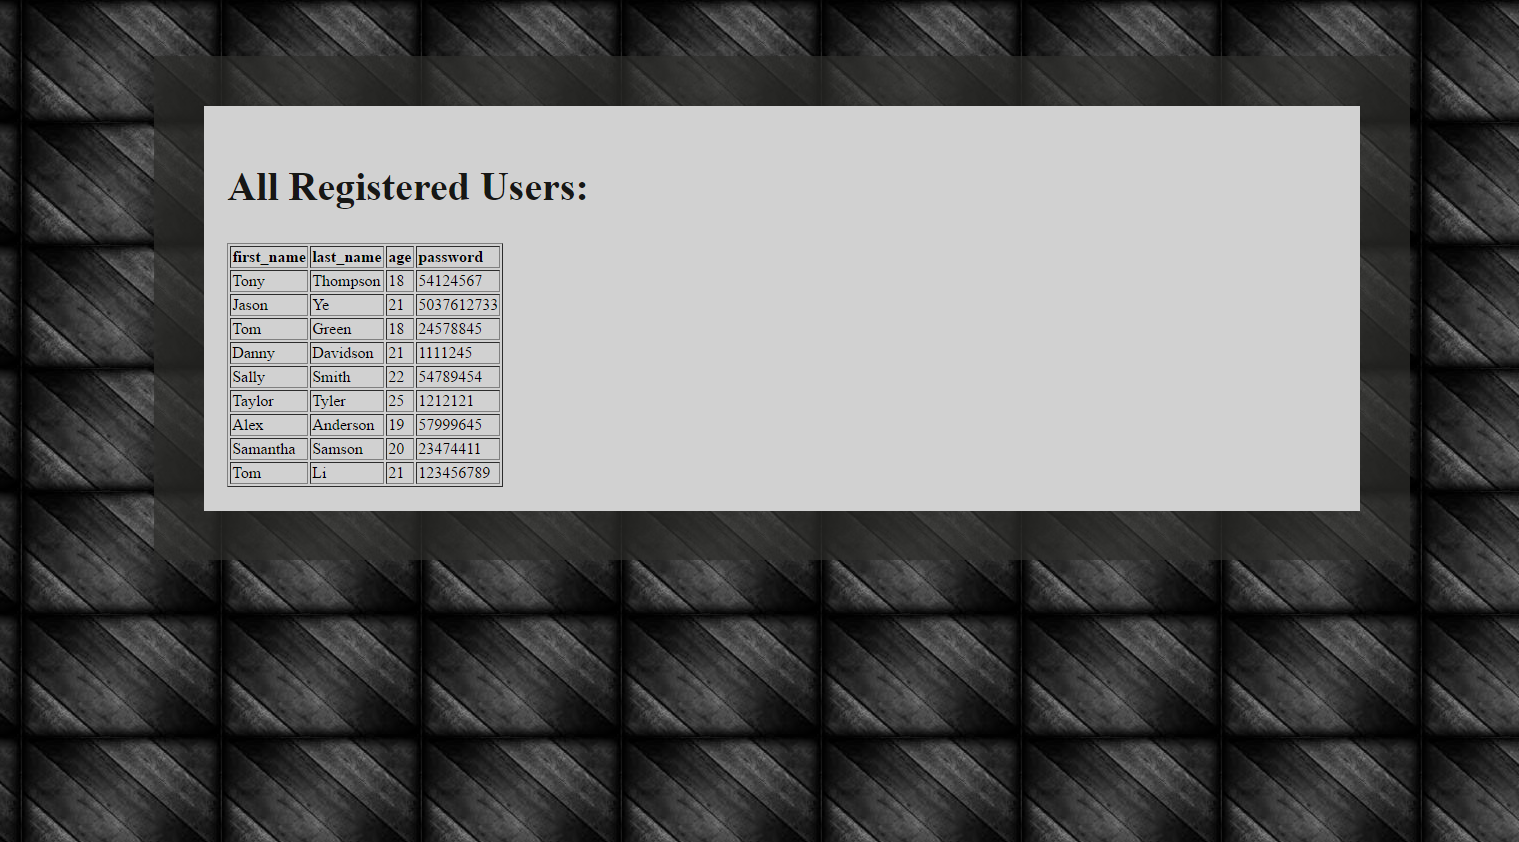 All Registered Users:
first_name last_name age password
Tony Thompson 18 54124567
Jason Ye 21 5037612733
Tom Green 18 24578845
Danny Davidson 21 1111245
Sally Smith 22 54789454
Taylor Tyler 25 1212121
Alex Anderson 19 57999645
Samantha Samson 20 23474411
Tom Li 21 123456789